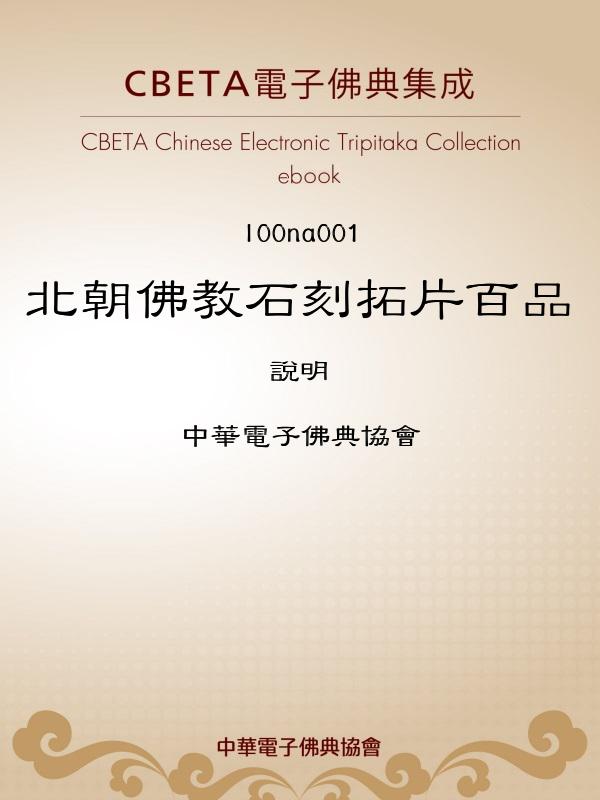 CBETA電子佛典集成
CBETA Chinese Electronic Tripitaka Collection
ebook
I00na001
北朝佛教石刻拓片百品
說明
中華電子佛典協會
中華電子佛典協會